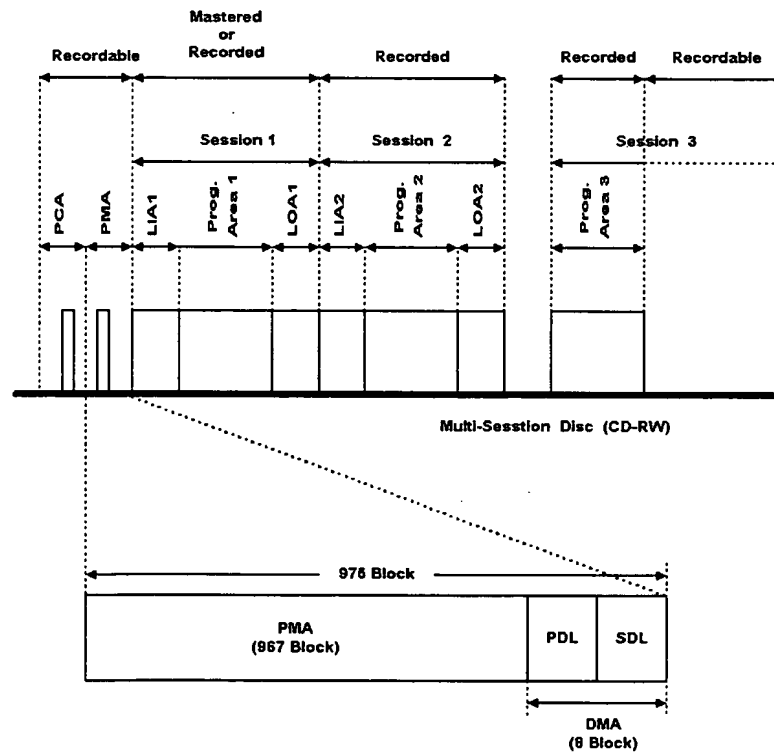 Mastered
or
Recorded
Recordable
Recorded
Recorded
Recordable
Session 1
Session 2
Session 3
PCA
PMA
LIA1
Prog.
Area 1
LOA1
LIA2
Prog.
Area 2
LOA2
Prog.
Area 3
Multi-Sesstion Disc (CD-RW)
975 Block
PMA
(967 Block)
PDL
SDL
DMA
(8 Block)